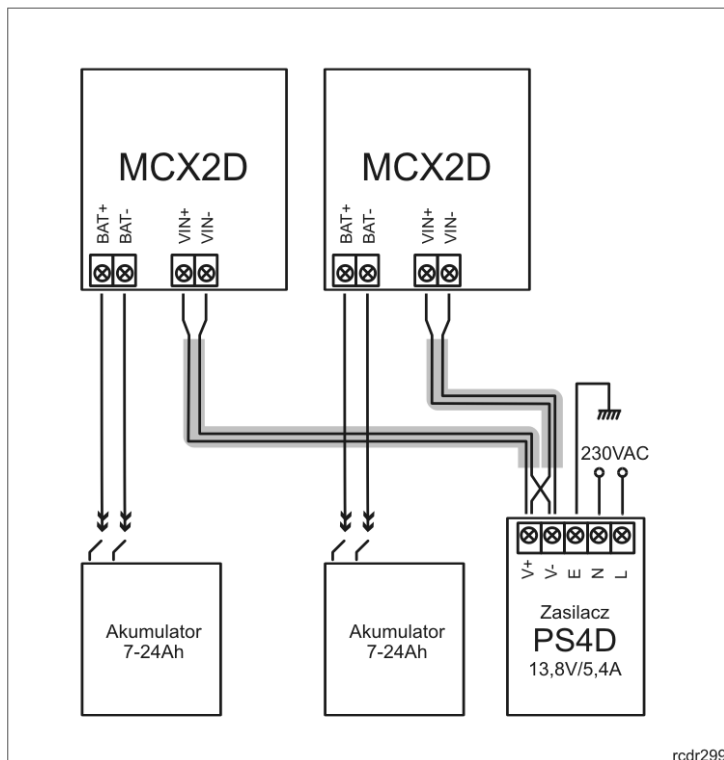 MCX2D
BAT+
BAT-
VIN+
VIN-
MCX2D
BAT+
BAT-
VIN+
VIN-
230VAC
Akumulator
7-24Ah
Akumulator
7-24Ah
V+
V-
E
N
L
Zasilacz
PS4D
13,8V/5,4A
rcdr299